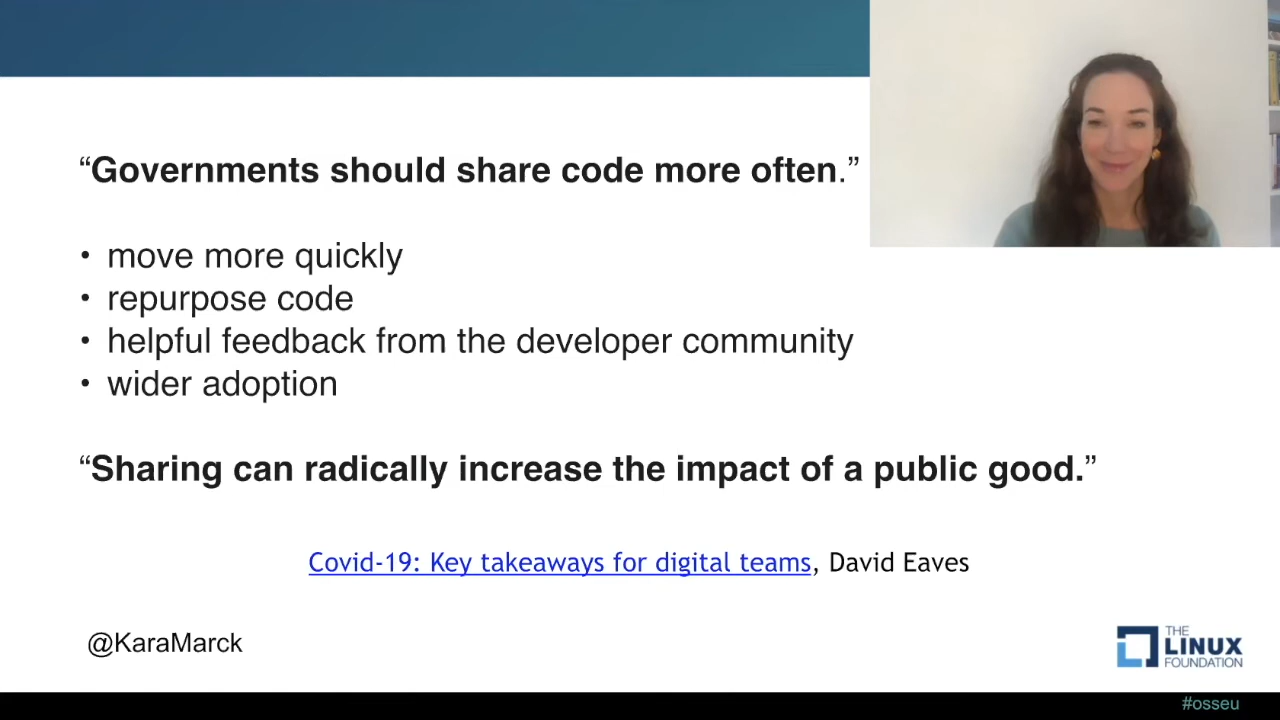 “Governments should share code more often.”
• move more quickly
• repurpose code
• helpful feedback from the developer community
• wider adoption
“Sharing can radically increase the impact of a public good.”
Covid-19: Key takeaways for digital teams, David Eaves
@KaraMarck
THE
LINUX
FOUNDATION
#osseu